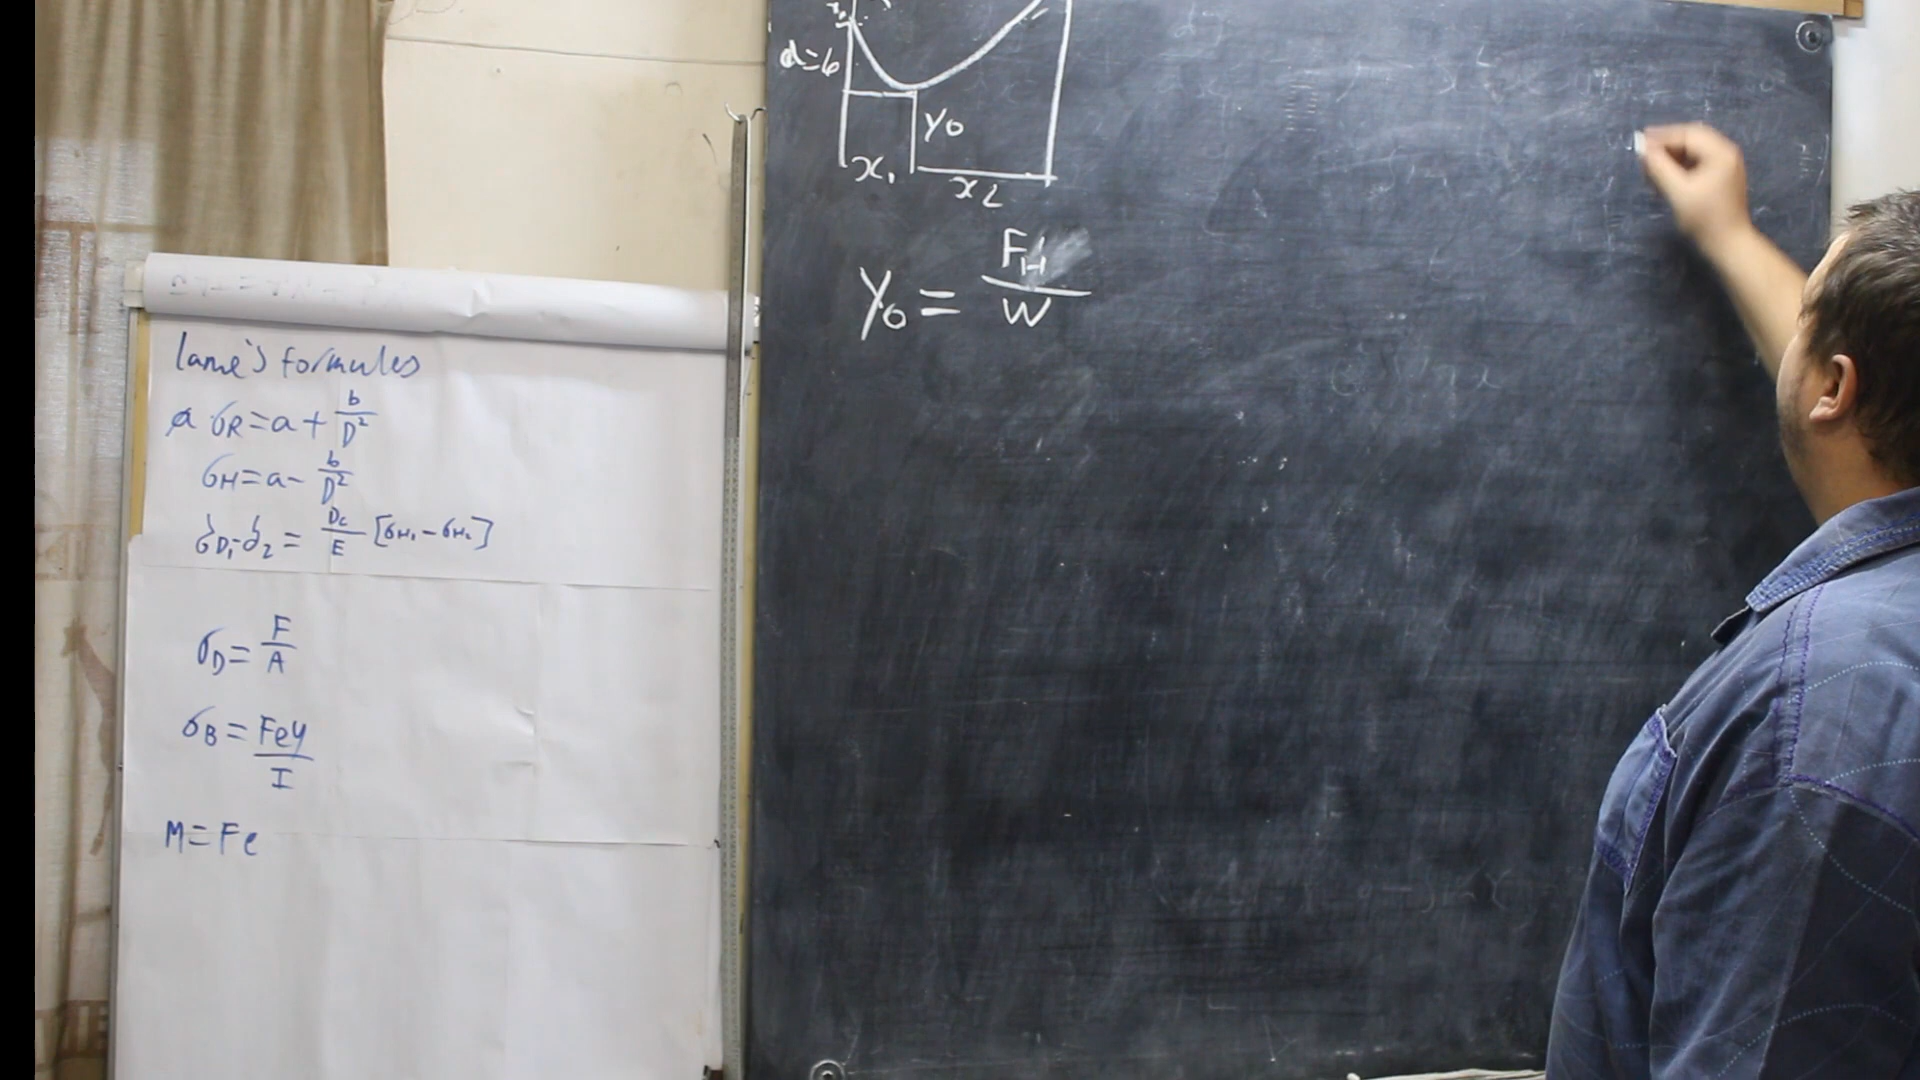 lame's formules
a σR = a + b/D²
σH = a - b/D²
δD₁-δ₂ = Dc/E [σH₁ - σH₂]
σD = F/A
σB = Fey/I
M = Fe
d=6
y0
x₁
x2
y0 = FH/W